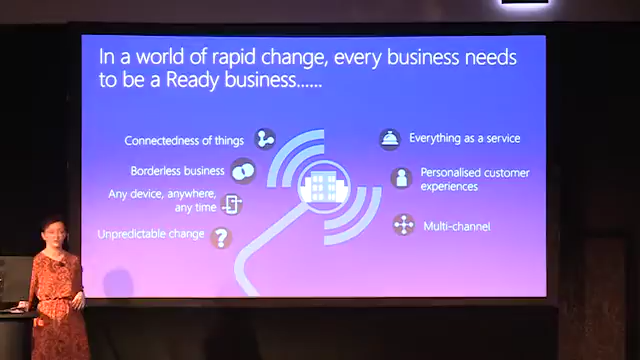 In a world of rapid change, every business needs
to be a Ready business......
Connectedness of things
Borderless business
Any device, anywhere,
any time
Unpredictable change
?
Everything as a service
Personalised customer
experiences
Multi-channel